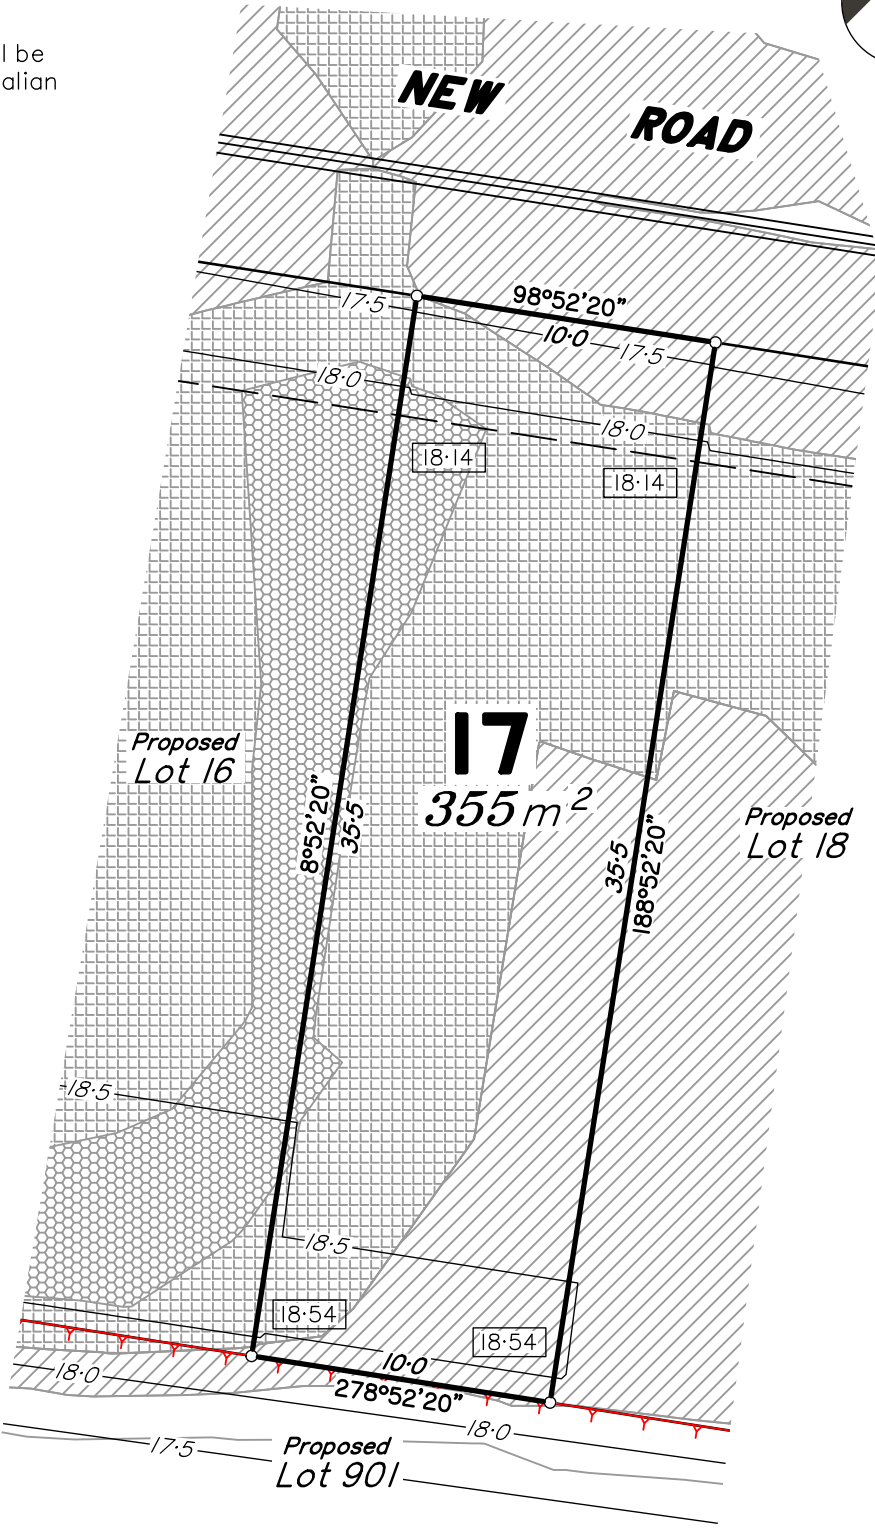 l be
alian
NEW ROAD
98°52'20"
17·5
10·0
17·5
18·0
18·0
18·14
18·14
17
355 m²
Proposed
Lot 16
Proposed
Lot 18
8°52'20"
35·5
35·5
188°52'20"
18·5
18·5
18·54
18·54
10·0
278°52'20"
18·0
18·0
17·5
Proposed
Lot 901